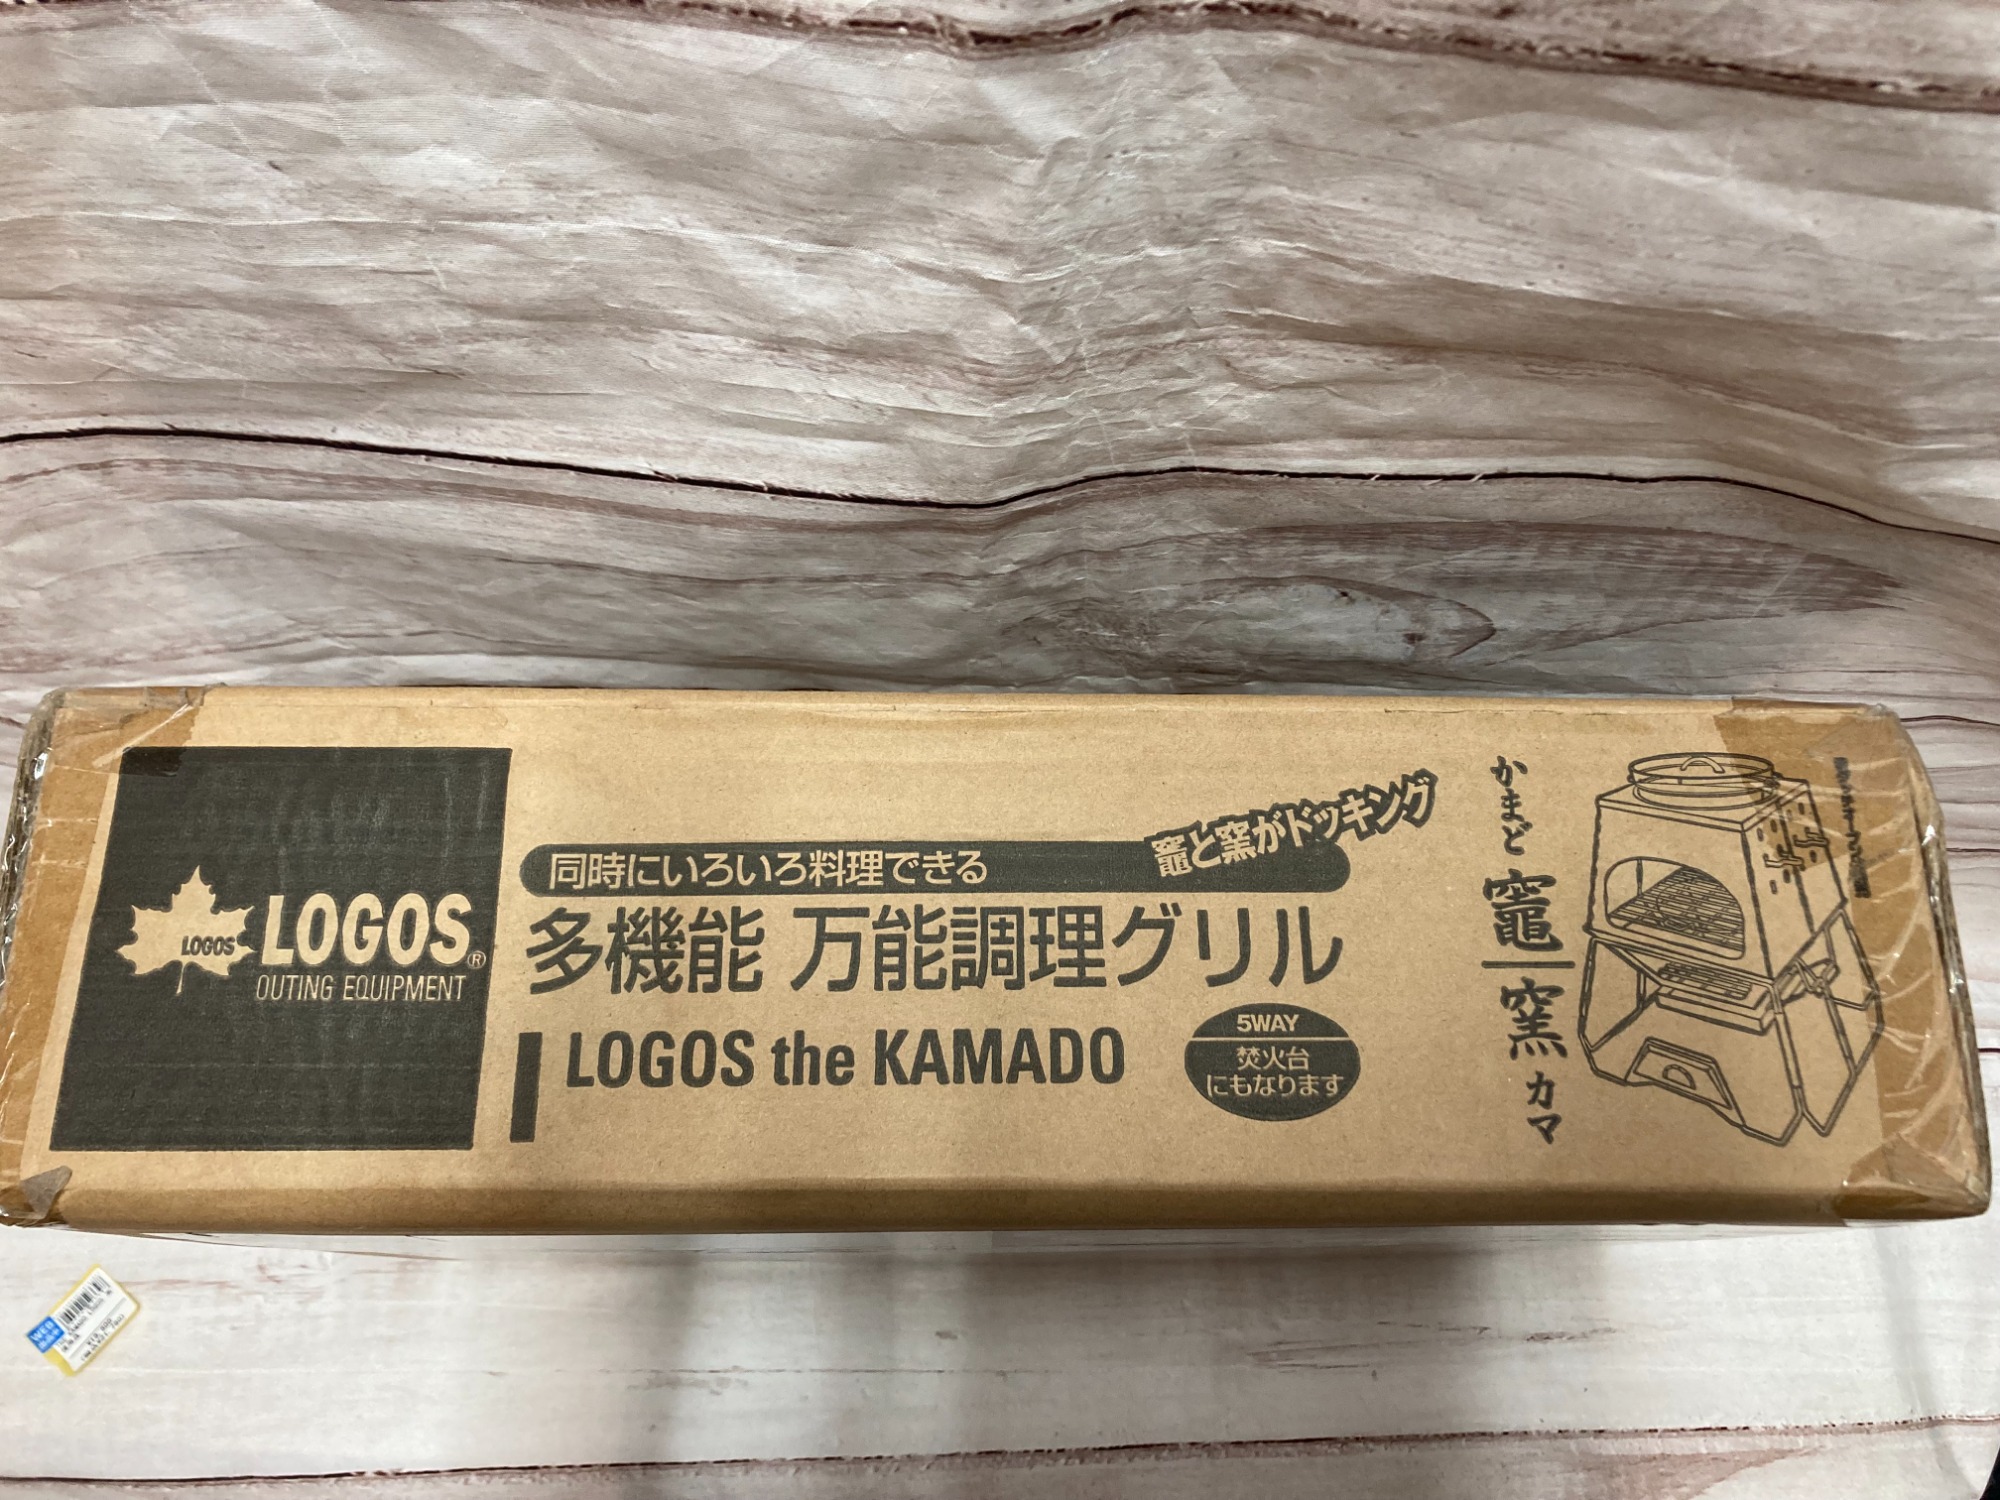 LOGOS
LOGOS®
OUTING EQUIPMENT
同時にいろいろ料理できる
竈と窯がドッキング
多機能 万能調理グリル
LOGOS the KAMADO
5WAY
焚火台
にもなります
かまど
竈
窯
カマ
WEB